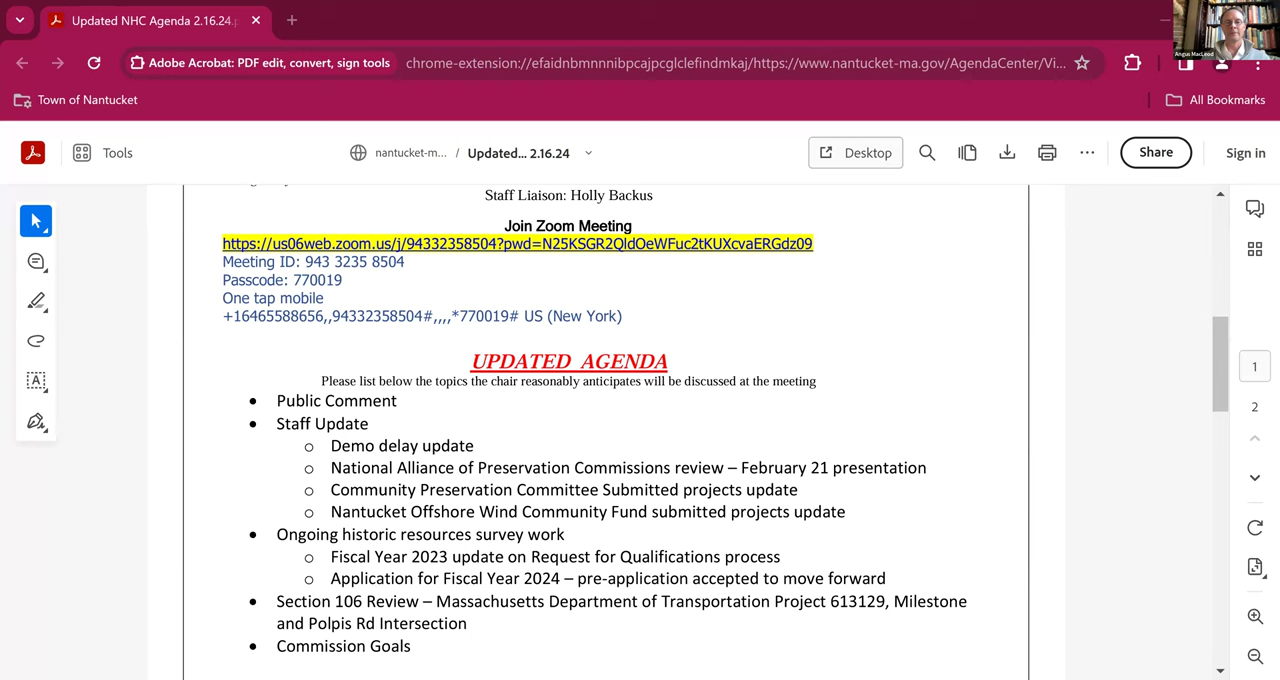 Updated NHC Agenda 2.16.24.
Angus MacLeod
Adobe Acrobat: PDF edit, convert, sign tools
chrome-extension://efaidnbmnnnibpcajpcglclefindmkaj/https://www.nantucket-ma.gov/AgendaCenter/Vi...
Town of Nantucket
All Bookmarks
Tools
nantucket-m... / Updated... 2.16.24
Desktop
Share
Sign in
Staff Liaison: Holly Backus
Join Zoom Meeting
https://us06web.zoom.us/j/94332358504?pwd=N25KSGR2QldOeWFuc2tKUXcvaERGdz09
Meeting ID: 943 3235 8504
Passcode: 770019
One tap mobile
+16465588656,,94332358504#,,,,*770019# US (New York)
UPDATED AGENDA
Please list below the topics the chair reasonably anticipates will be discussed at the meeting
• Public Comment
• Staff Update
o Demo delay update
o National Alliance of Preservation Commissions review – February 21 presentation
o Community Preservation Committee Submitted projects update
o Nantucket Offshore Wind Community Fund submitted projects update
• Ongoing historic resources survey work
o Fiscal Year 2023 update on Request for Qualifications process
o Application for Fiscal Year 2024 – pre-application accepted to move forward
• Section 106 Review – Massachusetts Department of Transportation Project 613129, Milestone
and Polpis Rd Intersection
• Commission Goals
1
2